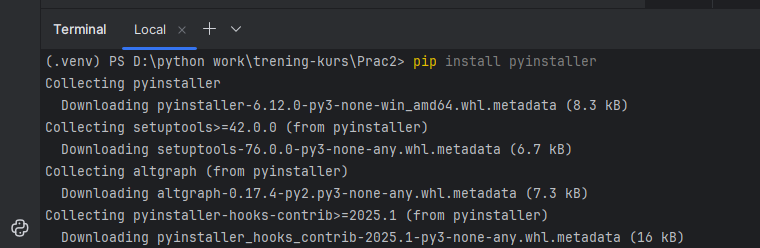 Terminal Local
(.venv) PS D:\python work\trening-kurs\Prac2> pip install pyinstaller
Collecting pyinstaller
  Downloading pyinstaller-6.12.0-py3-none-win_amd64.whl.metadata (8.3 kB)
Collecting setuptools>=42.0.0 (from pyinstaller)
  Downloading setuptools-76.0.0-py3-none-any.whl.metadata (6.7 kB)
Collecting altgraph (from pyinstaller)
  Downloading altgraph-0.17.4-py2.py3-none-any.whl.metadata (7.3 kB)
Collecting pyinstaller-hooks-contrib>=2025.1 (from pyinstaller)
  Downloading pyinstaller_hooks_contrib-2025.1-py3-none-any.whl.metadata (16 kB)